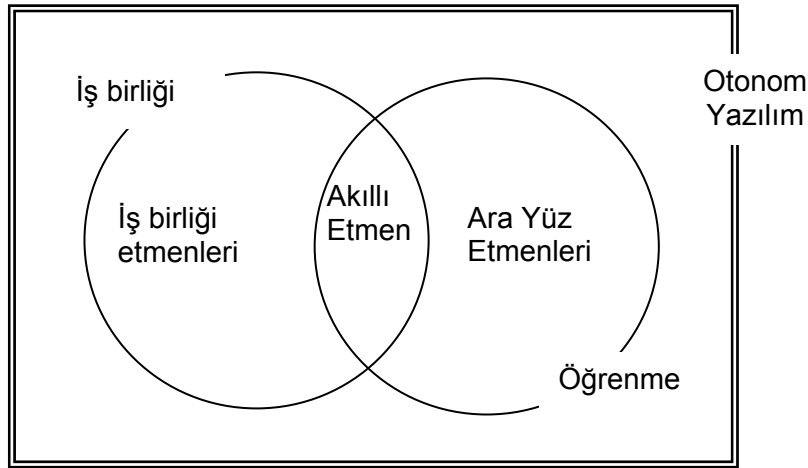 İş birliği
Otonom
Yazılım
İş birliği
etmenleri
Akıllı
Etmen
Ara Yüz
Etmenleri
Öğrenme